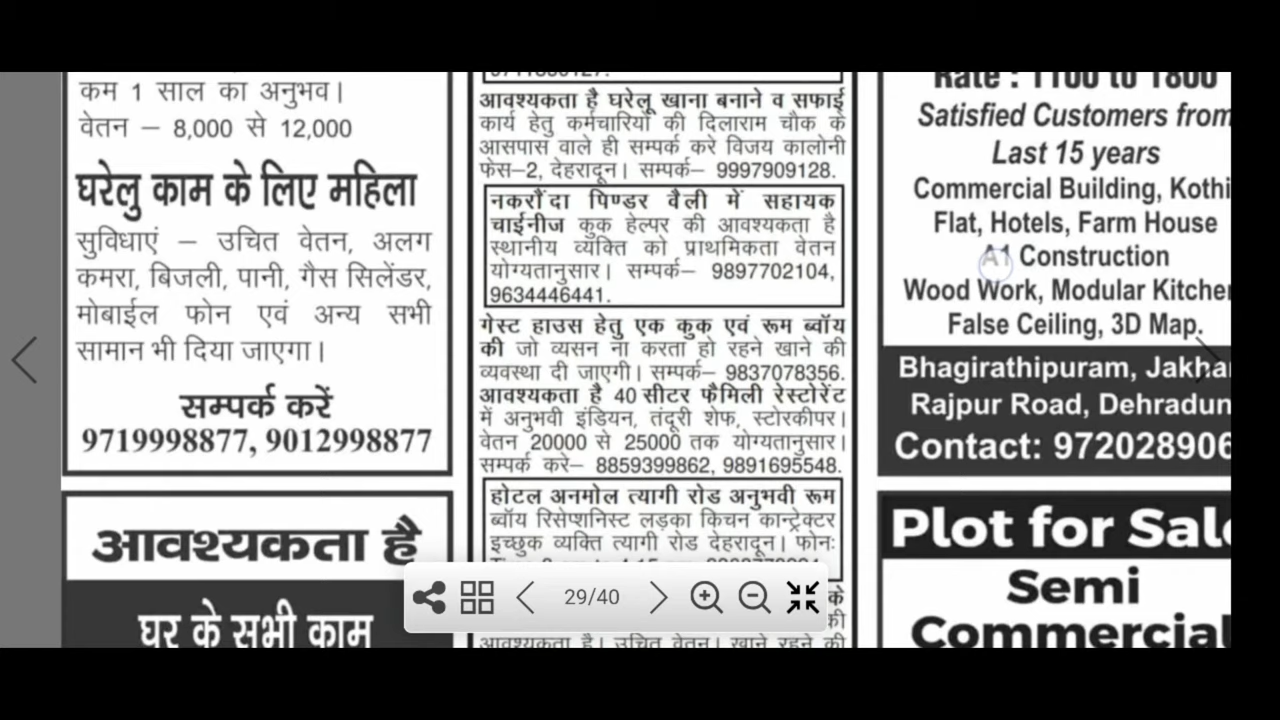 कम 1 साल का अनुभव।
वेतन – 8,000 से 12,000
घरेलु काम के लिए महिला
सुविधाएं – उचित वेतन, अलग
कमरा, बिजली, पानी, गैस सिलेंडर,
मोबाईल फोन एवं अन्य सभी
सामान भी दिया जाएगा।
सम्पर्क करें
9719998877, 9012998877
आवश्यकता है
घर के सभी काम
आवश्यकता है घरेलू खाना बनाने व सफाई
कार्य हेतु कर्मचारियों की दिलाराम चौक के
आसपास वाले ही सम्पर्क करे विजय कालोनी
फेस–2, देहरादून। सम्पर्क– 9997909128.
नकरौंदा पिण्डर वैली में सहायक
चाईनीज कुक हेल्पर की आवश्यकता है
स्थानीय व्यक्ति को प्राथमिकता वेतन
योग्यतानुसार। सम्पर्क– 9897702104,
9634446441.
गेस्ट हाउस हेतु एक कुक एवं रूम ब्वॉय
की जो व्यसन ना करता हो रहने खाने की
व्यवस्था दी जाएगी। सम्पर्क– 9837078356.
आवश्यकता है 40 सीटर फैमिली रेस्टोरेंट
में अनुभवी इंडियन, तंदूरी शेफ, स्टोरकीपर।
वेतन 20000 से 25000 तक योग्यतानुसार।
सम्पर्क करे– 8859399862, 9891695548.
होटल अनमोल त्यागी रोड अनुभवी रूम
ब्वॉय रिसेप्शनिस्ट लड़का किचन कान्ट्रेक्टर
इच्छुक व्यक्ति त्यागी रोड देहरादून। फोनः
के
की
आवश्यकता है। उचित वेतन। खाने रहने की
Rate : 1100 to 1800
Satisfied Customers from
Last 15 years
Commercial Building, Kothi
Flat, Hotels, Farm House
A1 Construction
Wood Work, Modular Kitchen
False Ceiling, 3D Map.
Bhagirathipuram, Jakhan
Rajpur Road, Dehradun
Contact: 972028906
Plot for Sale
Semi
Commercial
29/40